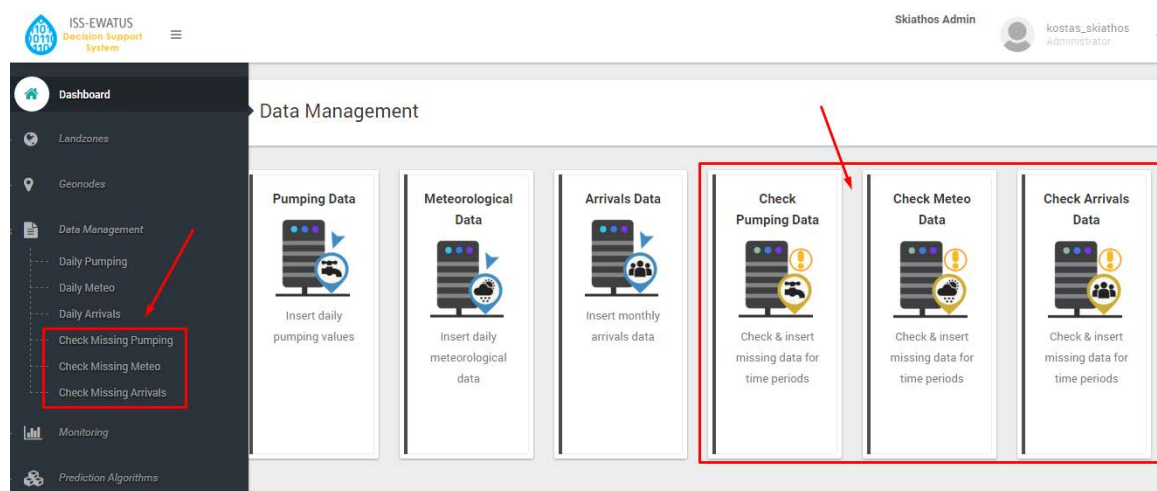 ISS-EWATUS
Decision Support
System
Skiathos Admin
kostas_skiathos
Administrator
Dashboard
Landzones
Geonodes
Data Management
Daily Pumping
Daily Meteo
Daily Arrivals
Check Missing Pumping
Check Missing Meteo
Check Missing Arrivals
Monitoring
Prediction Algorithms
Data Management
Pumping Data
Insert daily
pumping values
Meteorological
Data
Insert daily
meteorological
data
Arrivals Data
Insert monthly
arrivals data
Check
Pumping Data
Check & insert
missing data for
time periods
Check Meteo
Data
Check & insert
missing data for
time periods
Check Arrivals
Data
Check & insert
missing data for
time periods